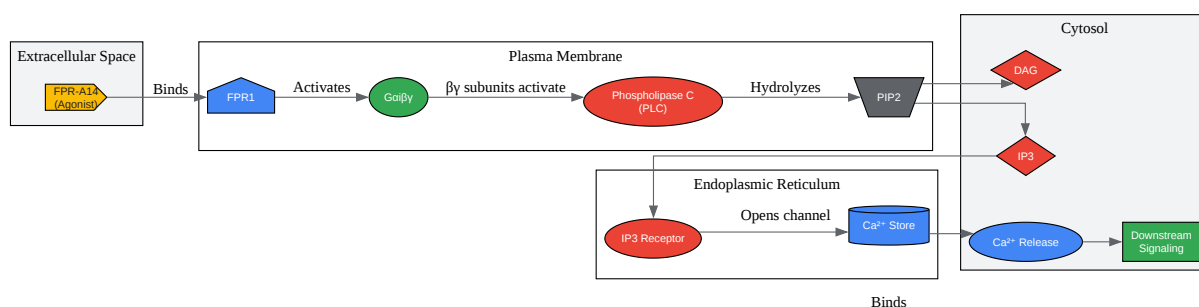 Extracellular Space
FPR-A14
(Agonist)
Binds
Plasma Membrane
FPR1
Activates
Gαiβγ
βγ subunits activate
Phospholipase C
(PLC)
Hydrolyzes
PIP2
Cytosol
DAG
IP3
Endoplasmic Reticulum
IP3 Receptor
Opens channel
Ca²⁺ Store
Ca²⁺ Release
Downstream
Signaling
Binds